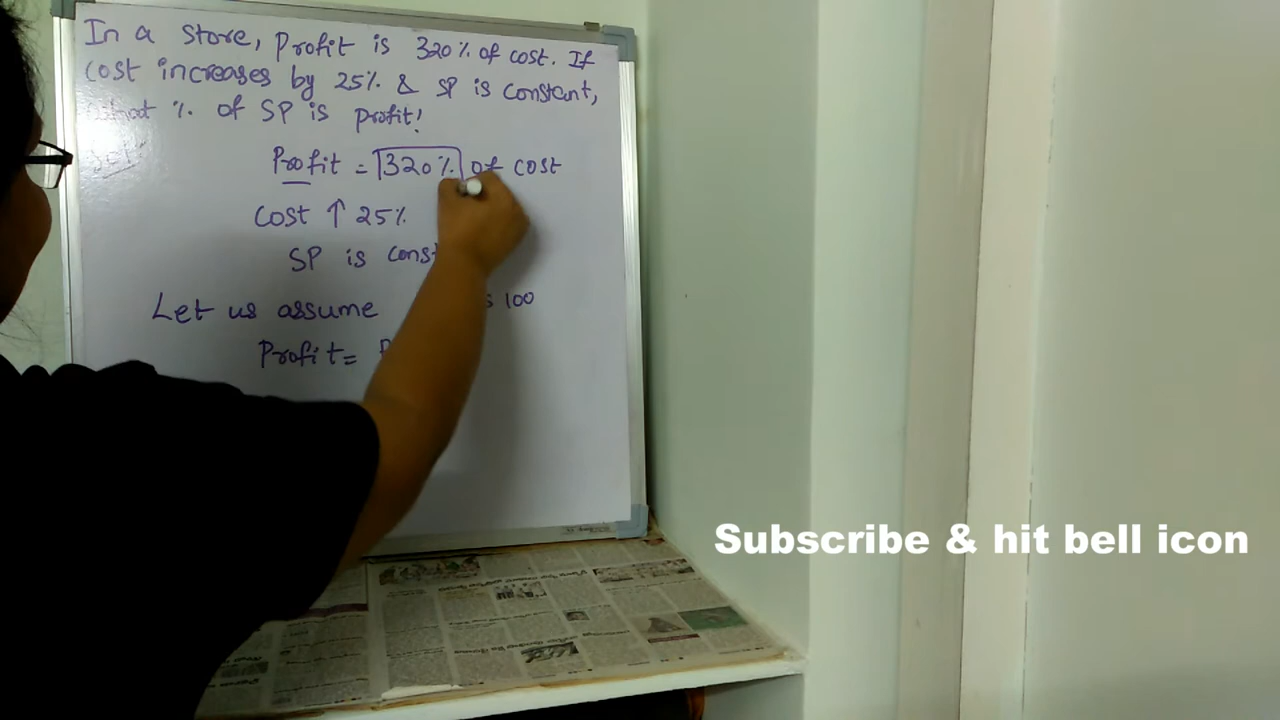 In a store, Profit is 320% of cost. If
cost increases by 25% & SP is constant,
% of SP is profit!
Profit = 320% of cost
Cost ↑ 25%
SP is const
Let us assume 100
Profit =
Subscribe & hit bell icon